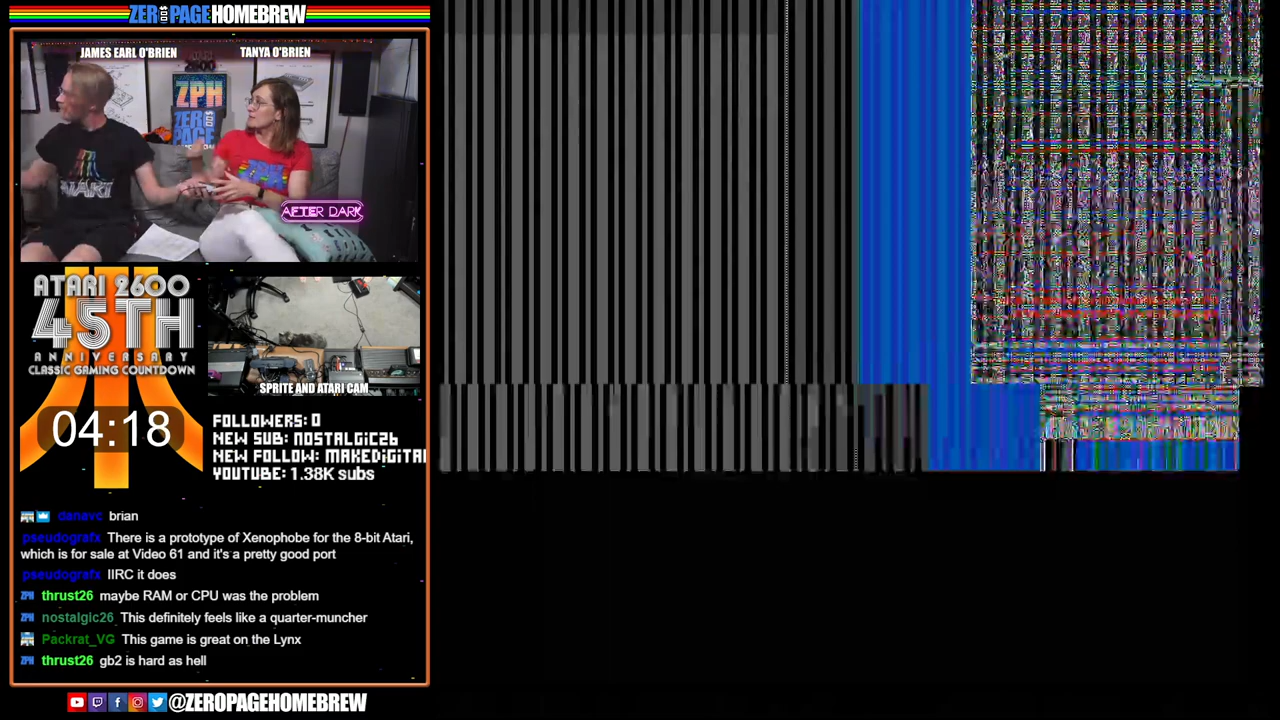 ZEROPAGE HOMEBREW
JAMES EARL O'BRIEN
TANYA O'BRIEN
ZPH
ZERO
PAGE
ATARI
AFTER DARK
ATARI 2600
45TH
ANNIVERSARY
CLASSIC GAMING COUNTDOWN
04:18
SPRITE AND ATARI CAM
FOLLOWERS: 0
NEW SUB: NOSTALGIC26
NEW FOLLOW: MAKEDIGITAL
YOUTUBE: 1.38K subs
danavc brian
pseudografx There is a prototype of Xenophobe for the 8-bit Atari,
which is for sale at Video 61 and it's a pretty good port
pseudografx IIRC it does
thrust26 maybe RAM or CPU was the problem
nostalgic26 This definitely feels like a quarter-muncher
Packrat_VG This game is great on the Lynx
thrust26 gb2 is hard as hell
@ZEROPAGEHOMEBREW